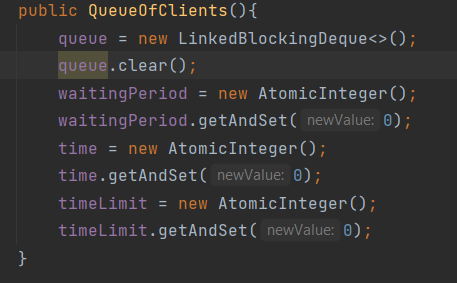 public QueueOfClients(){
queue = new LinkedBlockingDeque<>();
queue.clear();
waitingPeriod = new AtomicInteger();
waitingPeriod.getAndSet( newValue: 0);
time = new AtomicInteger();
time.getAndSet( newValue: 0);
timeLimit = new AtomicInteger();
timeLimit.getAndSet( newValue: 0);
}